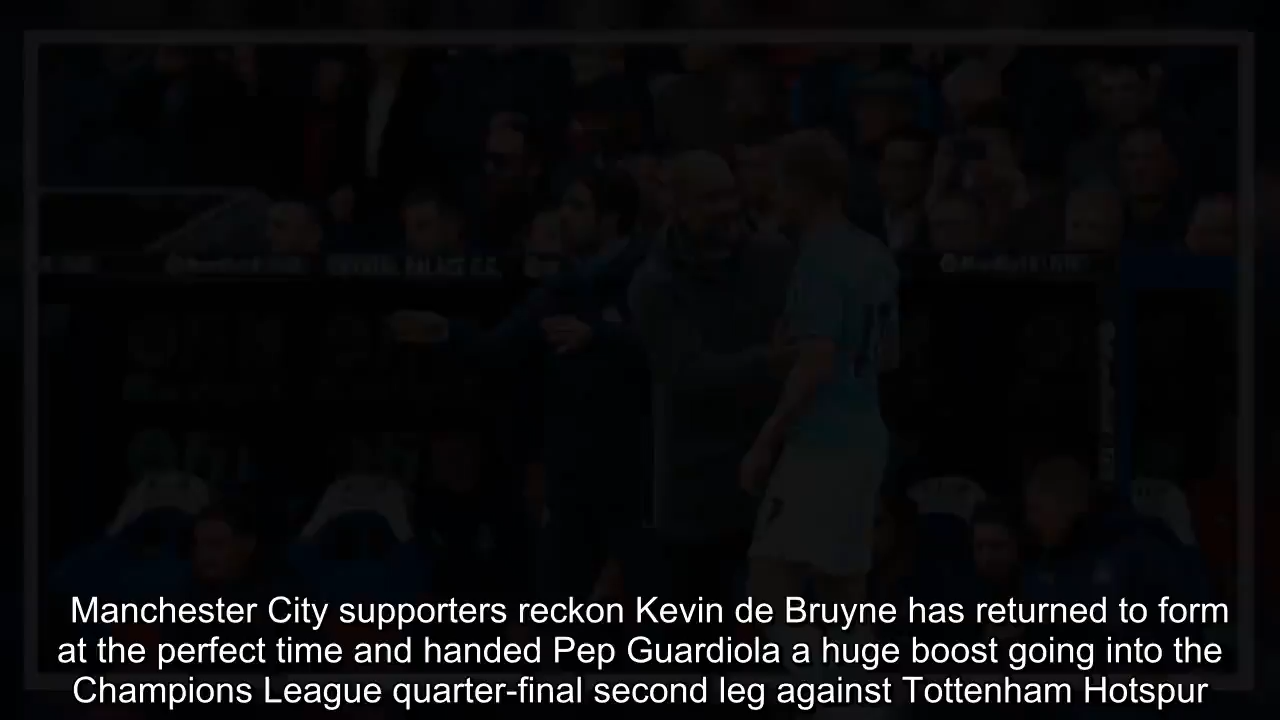 Manchester City supporters reckon Kevin de Bruyne has returned to form
at the perfect time and handed Pep Guardiola a huge boost going into the
Champions League quarter-final second leg against Tottenham Hotspur